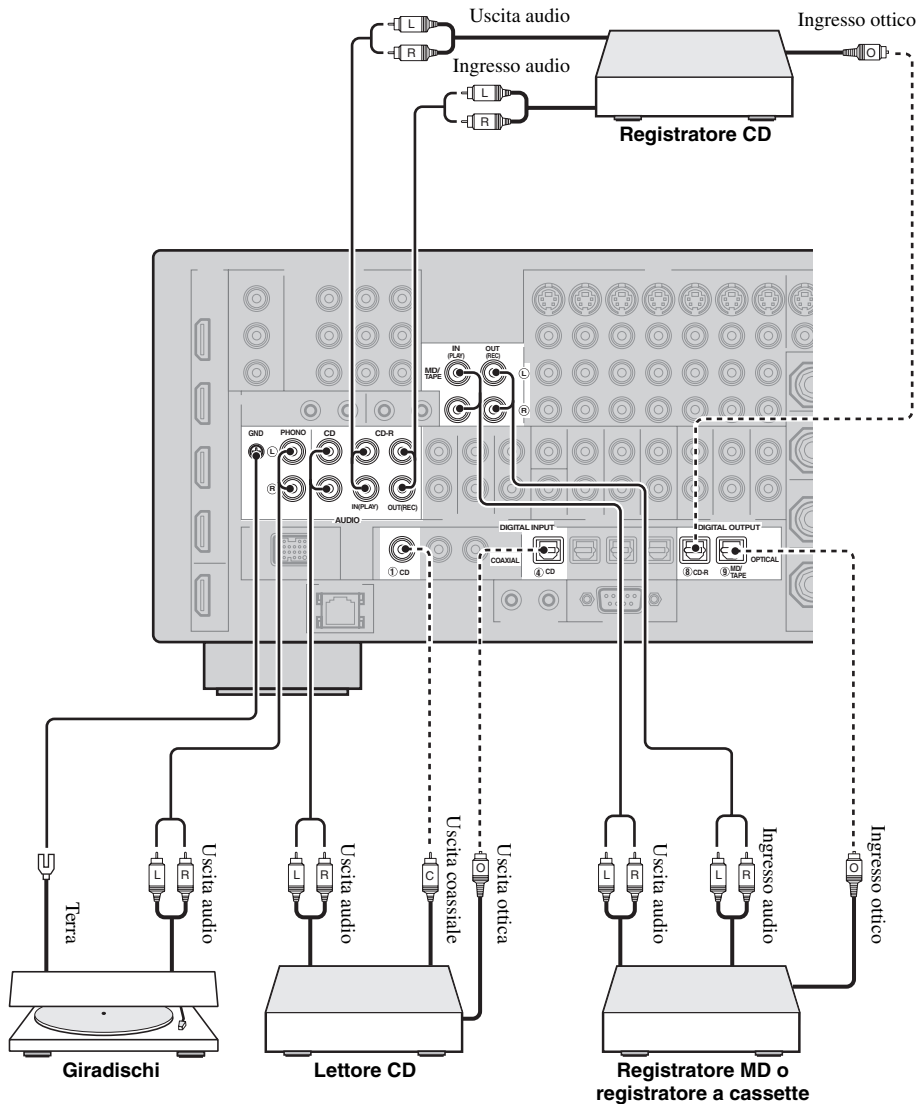 Uscita audio
Ingresso ottico
L
R
O
Ingresso audio
L
R
Registratore CD
IN
(PLAY)
OUT
(REC)
MD/
TAPE
L
R
GND
PHONO
CD
CD-R
L
R
IN(PLAY)
OUT(REC)
AUDIO
DIGITAL INPUT
DIGITAL OUTPUT
COAXIAL
OPTICAL
① CD
④ CD
⑧ CD-R
⑨ MD/
TAPE
Terra
L
R
Uscita audio
L
R
Uscita audio
C
Uscita coassiale
O
Uscita ottica
L
R
Uscita audio
L
R
Ingresso audio
O
Ingresso ottico
Giradischi
Lettore CD
Registratore MD o
registratore a cassette